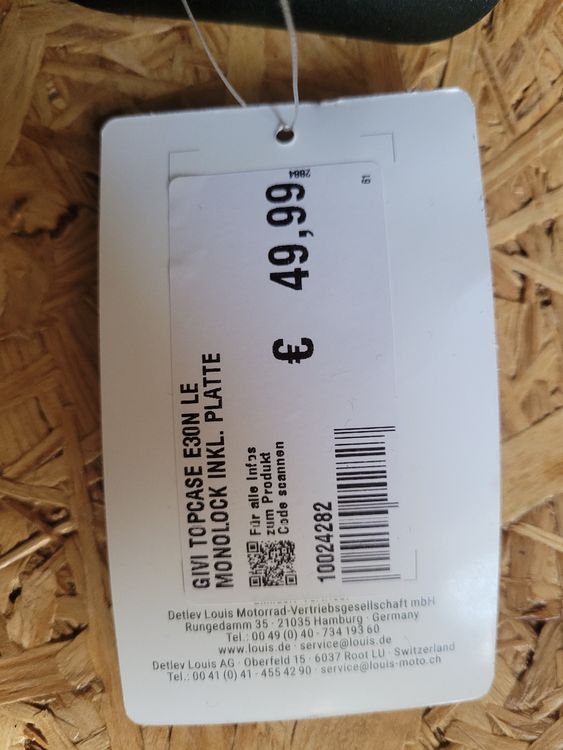 GIVI TOPCASE E30N LE
MONOLOCK INKL. PLATTE
€ 49,99
2884
61
Für alle Infos
zum Produkt
Code scannen
10024282
Detlev Louis Motorrad-Vertriebsgesellschaft mbH
Rungedamm 35 · 21035 Hamburg · Germany
Tel.: 00 49 (0) 40 - 734 193 60
www.louis.de · service@louis.de
Detlev Louis AG · Oberfeld 15 · 6037 Root LU · Switzerland
Tel.: 00 41 (0) 41 - 455 42 90 · service@louis-moto.ch